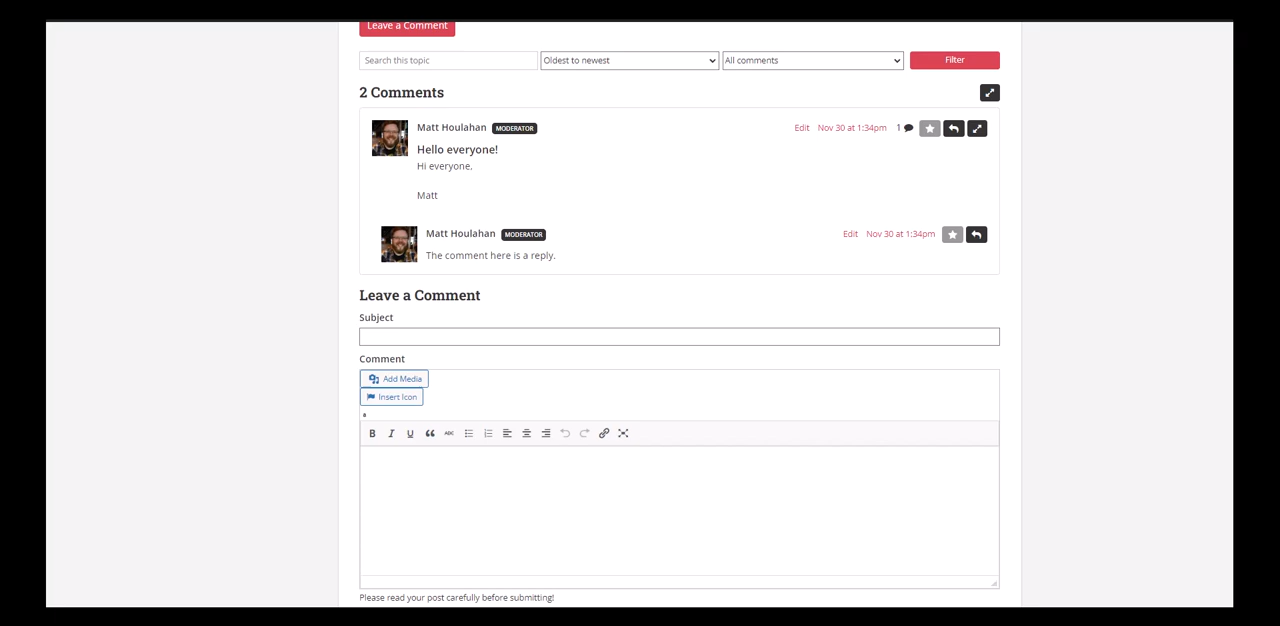 Leave a Comment
Search this topic Oldest to newest All comments Filter
2 Comments
Matt Houlahan MODERATOR Edit Nov 30 at 1:34pm 1
Hello everyone!
Hi everyone,
Matt
Matt Houlahan MODERATOR Edit Nov 30 at 1:34pm
The comment here is a reply.
Leave a Comment
Subject
Comment
Add Media
Insert Icon
B I U ABC
Please read your post carefully before submitting!